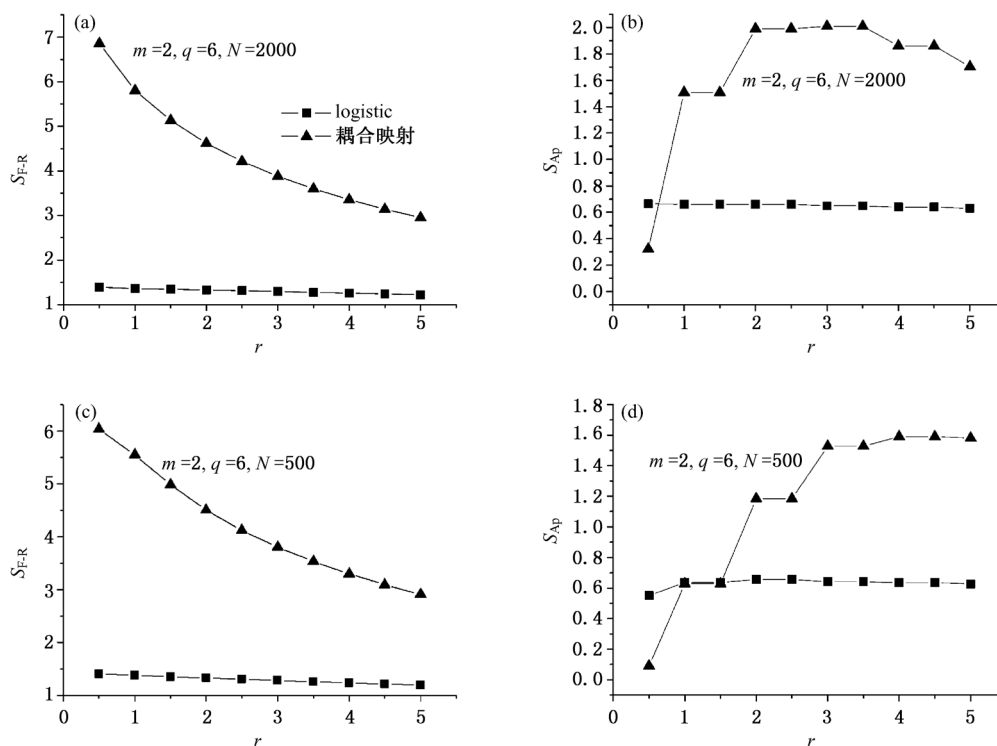 (a)
m=2, q=6, N=2000
logistic
耦合映射
S_F-R
7
6
5
4
3
2
1
0 1 2 3 4 5
r
(b)
m=2, q=6, N=2000
S_Ap
2.0
1.8
1.6
1.4
1.2
1.0
0.8
0.6
0.4
0.2
0.0
0 1 2 3 4 5
r
(c)
m=2, q=6, N=500
S_F-R
6
5
4
3
2
1
0 1 2 3 4 5
r
(d)
m=2, q=6, N=500
S_Ap
1.8
1.6
1.4
1.2
1.0
0.8
0.6
0.4
0.2
0.0
0 1 2 3 4 5
r